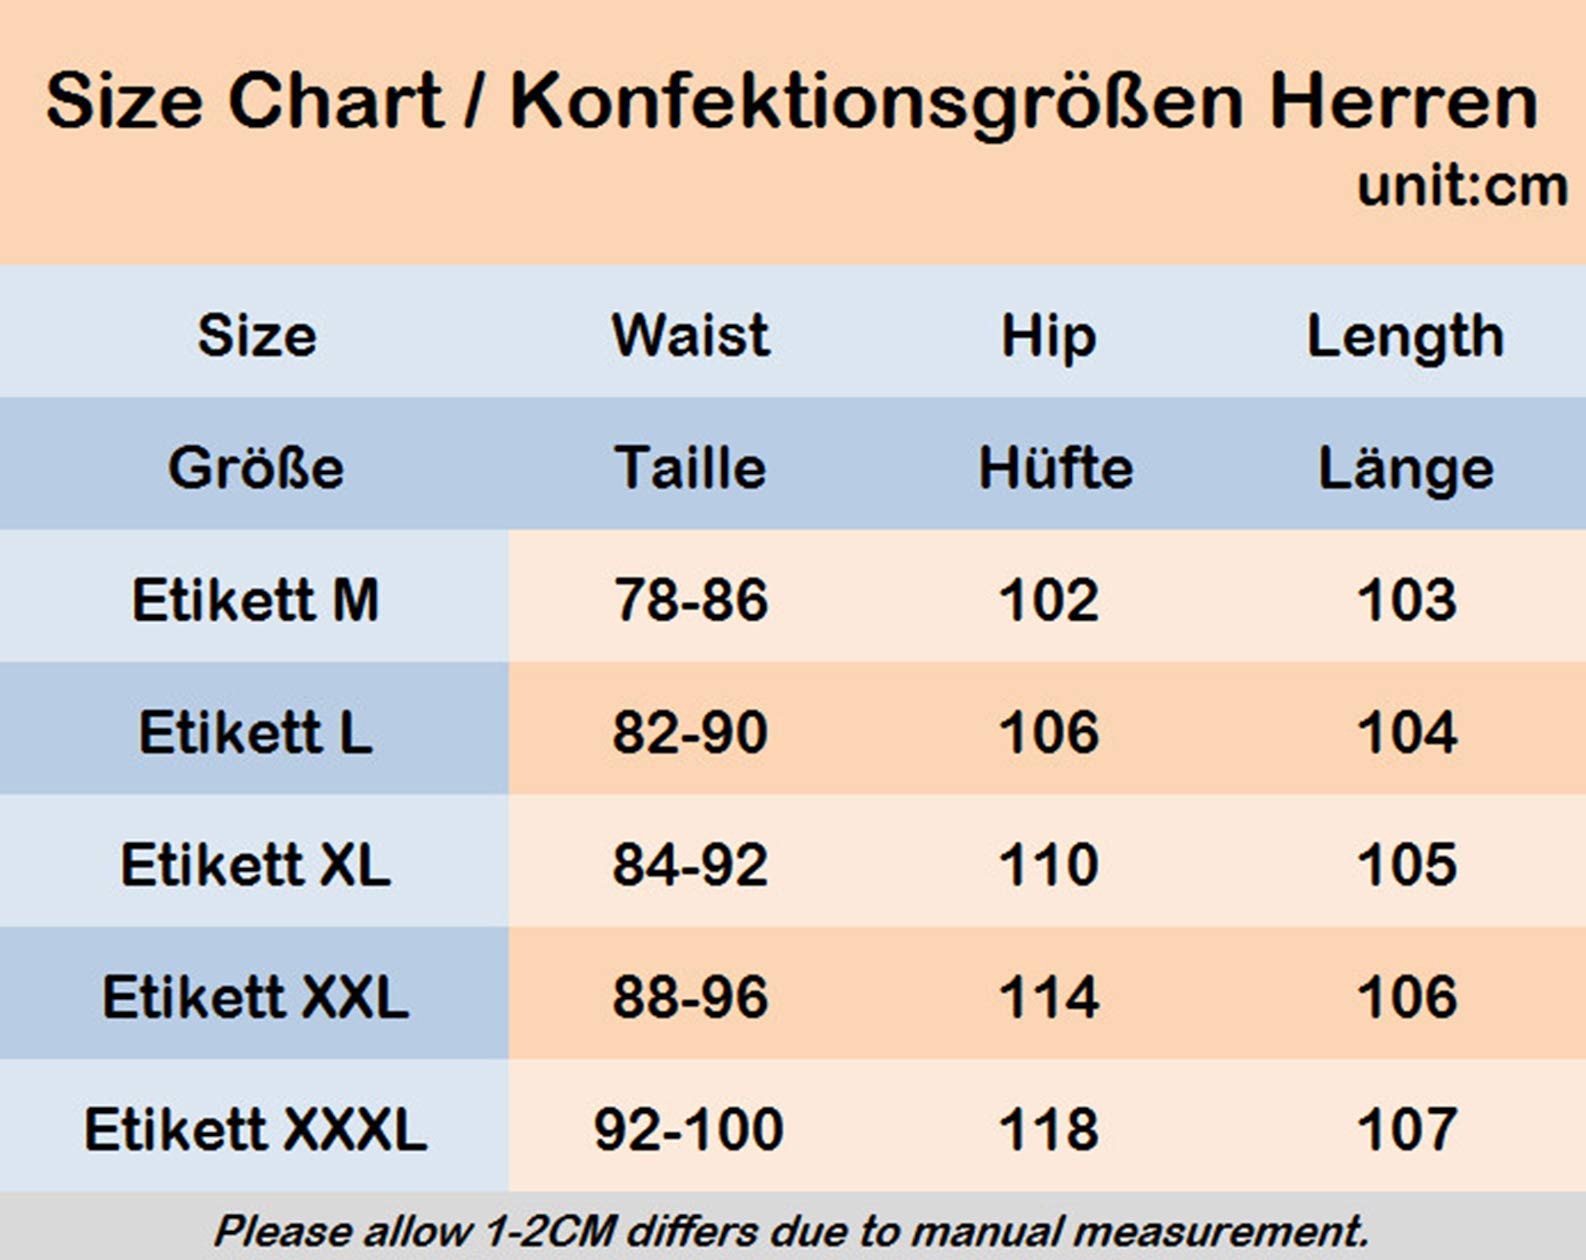 Size Chart / Konfektionsgrößen Herren
unit:cm
Size Waist Hip Length
Größe Taille Hüfte Länge
Etikett M 78-86 102 103
Etikett L 82-90 106 104
Etikett XL 84-92 110 105
Etikett XXL 88-96 114 106
Etikett XXXL 92-100 118 107
Please allow 1-2CM differs due to manual measurement.